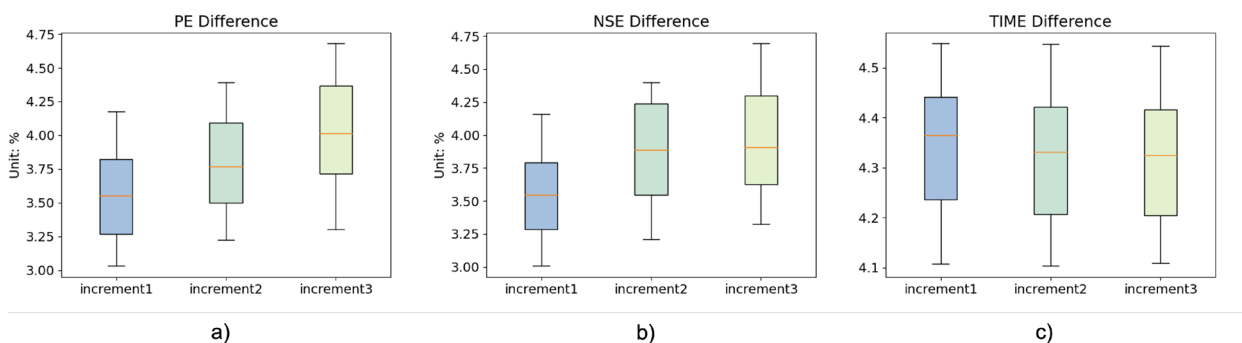 PE Difference
4.75
4.50
4.25
4.00
3.75
3.50
3.25
3.00
Unit: %
increment1 increment2 increment3
a)
NSE Difference
4.75
4.50
4.25
4.00
3.75
3.50
3.25
3.00
Unit: %
increment1 increment2 increment3
b)
TIME Difference
4.5
4.4
4.3
4.2
4.1
increment1 increment2 increment3
c)